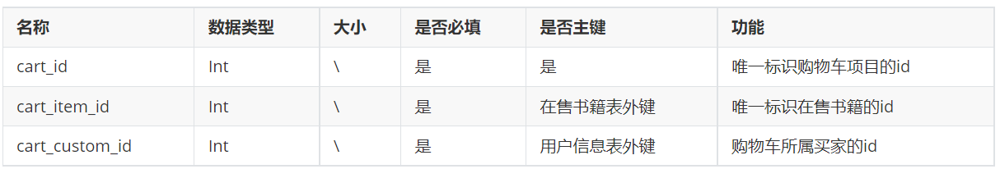 名称 数据类型 大小 是否必填 是否主键 功能
cart_id Int \ 是 是 唯一标识购物车项目的id
cart_item_id Int \ 是 在售书籍表外键 唯一标识在售书籍的id
cart_custom_id Int \ 是 用户信息表外键 购物车所属买家的id